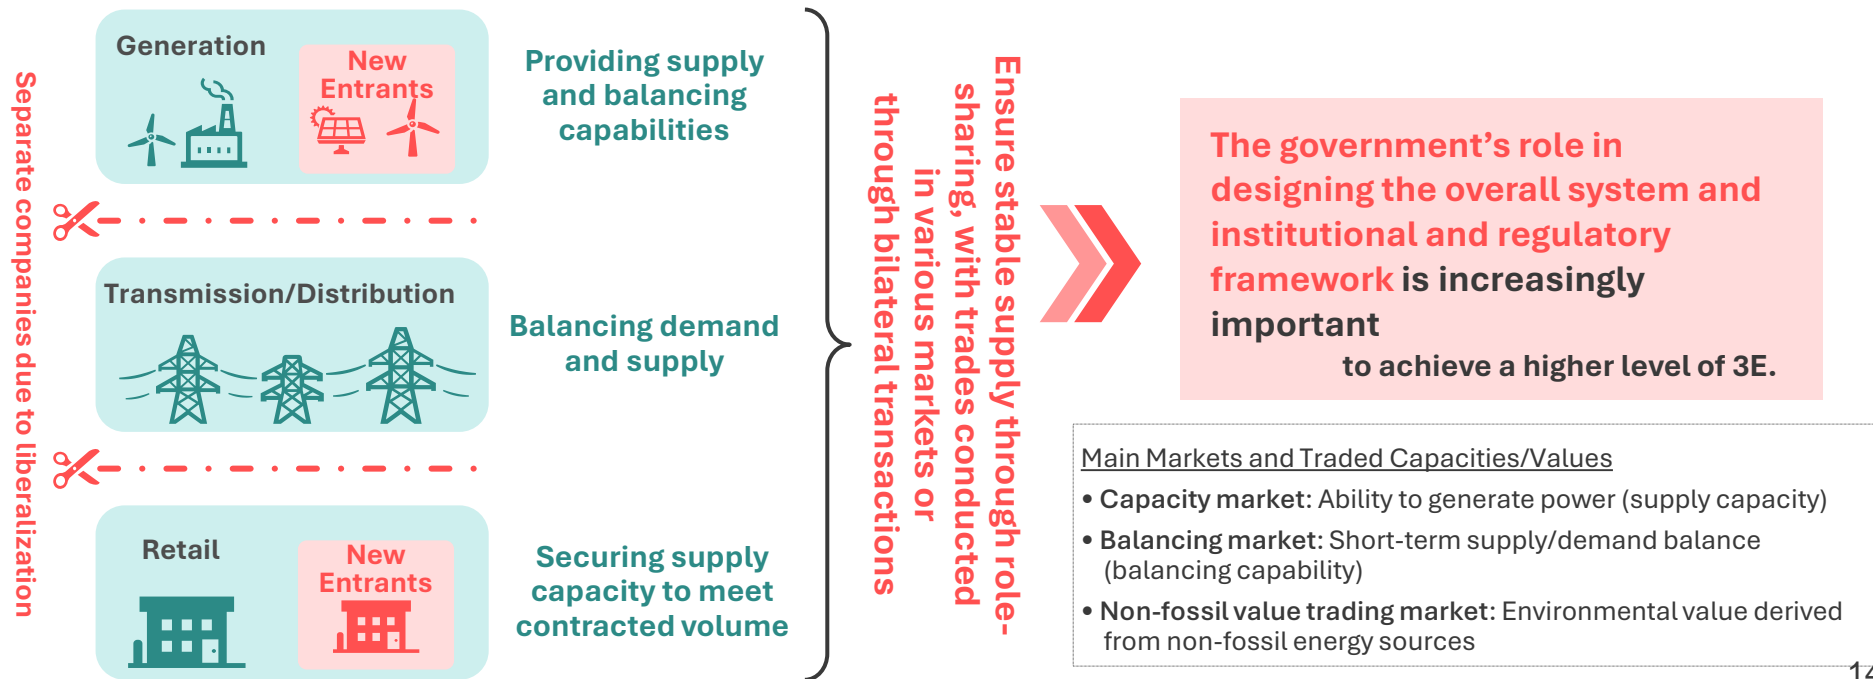 Separate companies due to liberalization
Generation
New
Entrants
Providing supply
and balancing
capabilities
Transmission/Distribution
Balancing demand
and supply
Retail
New
Entrants
Securing supply
capacity to meet
contracted volume
Ensure stable supply through role-
sharing, with trades conducted
in various markets or
through bilateral transactions
The government’s role in
designing the overall system and
institutional and regulatory
framework is increasingly
important
to achieve a higher level of 3E.
Main Markets and Traded Capacities/Values
• Capacity market: Ability to generate power (supply capacity)
• Balancing market: Short-term supply/demand balance
(balancing capability)
• Non-fossil value trading market: Environmental value derived
from non-fossil energy sources
14